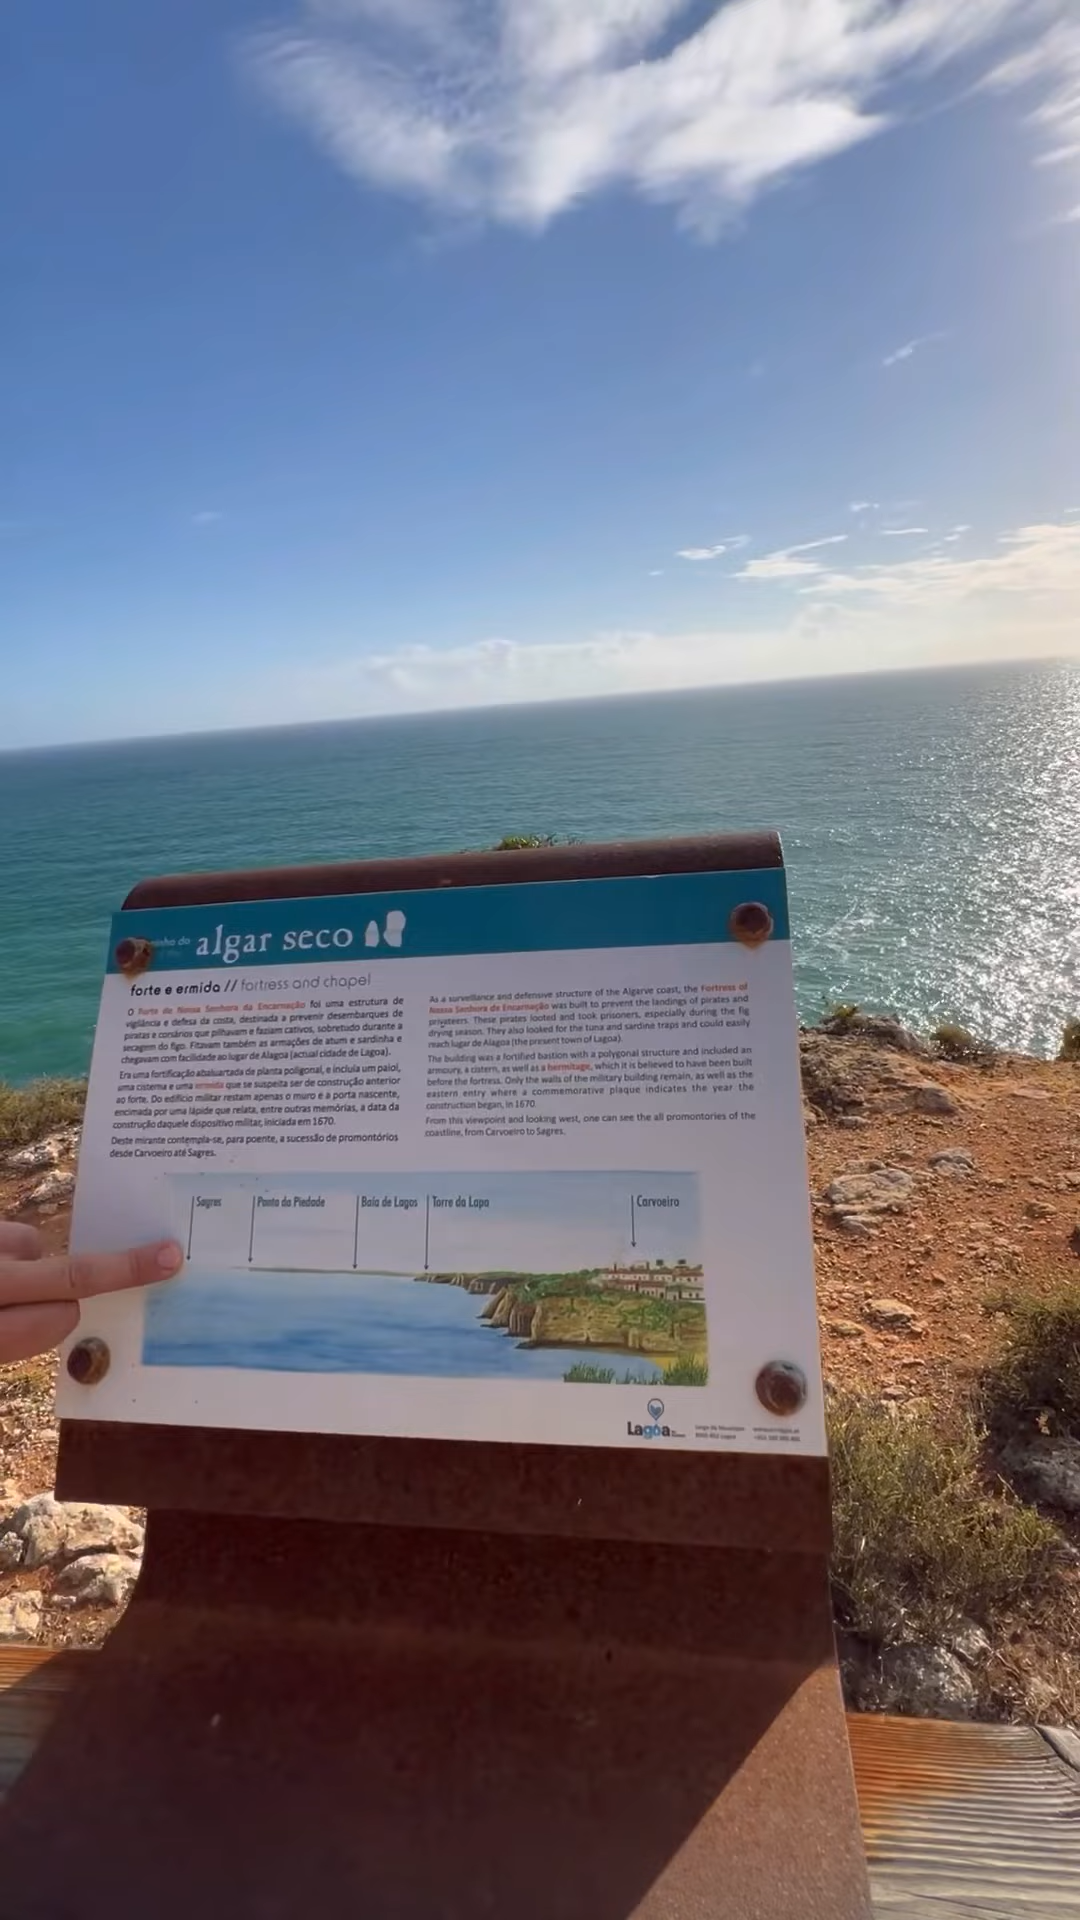 algar seco
forte e ermida // fortress and chapel
O Forte de Nossa Senhora da Encarnação foi uma estrutura de
vigilância e defesa da costa, destinada a prevenir desembarques de
piratas e corsários que pilhavam e faziam cativos, sobretudo durante a
secagem do figo. Fitavam também as armações de atum e sardinha e
chegavam com facilidade ao lugar de Alagoa (actual cidade de Lagoa).
Era uma fortificação abaluartada de planta poligonal, e incluía um paiol,
uma cisterna e uma ermida que se suspeita ser de construção anterior
ao forte. Do edifício militar restam apenas o muro e a porta nascente,
encimada por uma lápide que relata, entre outras memórias, a data da
construção daquele dispositivo militar, iniciada em 1670.
Deste mirante contempla-se, para poente, a sucessão de promontórios
desde Carvoeiro até Sagres.
As a surveillance and defensive structure of the Algarve coast, the Fortress of
Nossa Senhora de Encarnação was built to prevent the landings of pirates and
privateers. These pirates looted and took prisoners, especially during the fig
drying season. They also looked for the tuna and sardine traps and could easily
reach lugar de Alagoa (the present town of Lagoa).
The building was a fortified bastion with a polygonal structure and included an
armoury, a cistern, as well as a hermitage, which it is believed to have been built
before the fortress. Only the walls of the military building remain, as well as the
eastern entry where a commemorative plaque indicates the year the
construction began, in 1670.
From this viewpoint and looking west, one can see the all promontories of the
coastline, from Carvoeiro to Sagres.
Sagres
Ponta da Piedade
Baia de Lagos
Torre da Lapa
Carvoeiro
Lagoa